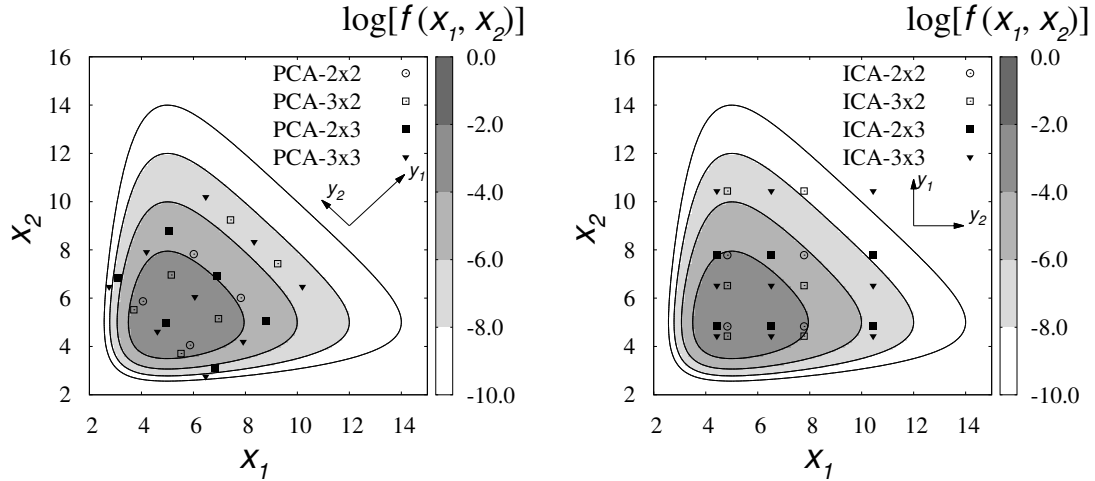 log[f(x1, x2)]
16
14
12
10
8
6
4
2
x2
2 4 6 8 10 12 14
x1
PCA-2x2
PCA-3x2
PCA-2x3
PCA-3x3
y2
y1
0.0
-2.0
-4.0
-6.0
-8.0
-10.0
log[f(x1, x2)]
16
14
12
10
8
6
4
2
x2
2 4 6 8 10 12 14
x1
ICA-2x2
ICA-3x2
ICA-2x3
ICA-3x3
y1
y2
0.0
-2.0
-4.0
-6.0
-8.0
-10.0